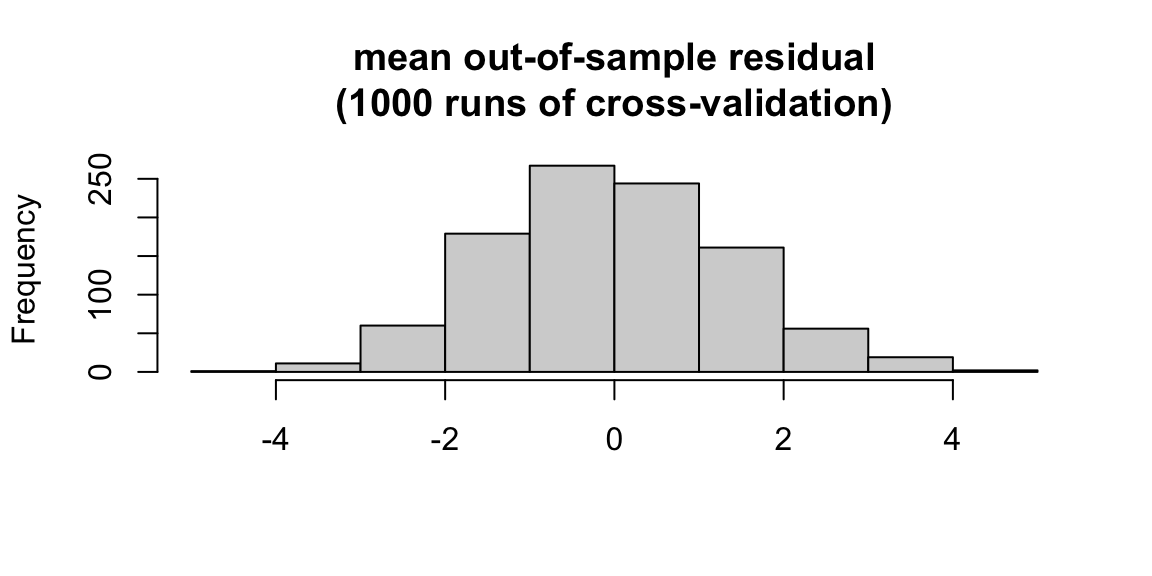 mean out-of-sample residual
(1000 runs of cross-validation)
Frequency
250
100
0
-4 -2 0 2 4